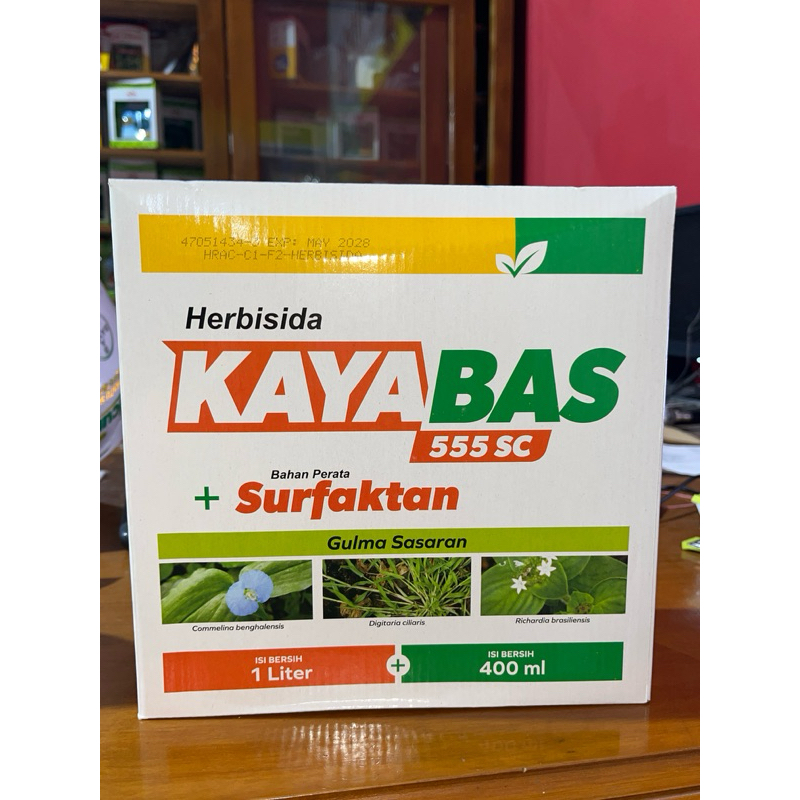 47051434-0 EXP: MAY 2028
HRAC-C1-F2-HERBISIDA
Herbisida
KAYABAS
555 SC
Bahan Perata
+ Surfaktan
Gulma Sasaran
Commelina benghalensis
Digitaria ciliaris
Richardia brasiliensis
ISI BERSIH
1 Liter
+
ISI BERSIH
400 ml